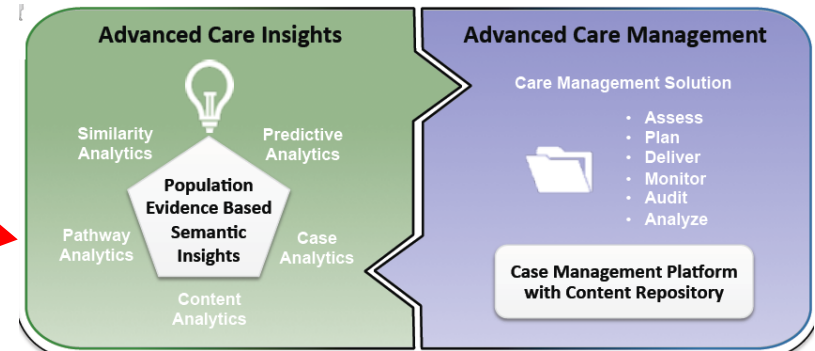 Advanced Care Insights
Similarity
Analytics
Predictive
Analytics
Population
Evidence Based
Semantic
Insights
Pathway
Analytics
Case
Analytics
Content
Analytics
Advanced Care Management
Care Management Solution
• Assess
• Plan
• Deliver
• Monitor
• Audit
• Analyze
Case Management Platform
with Content Repository